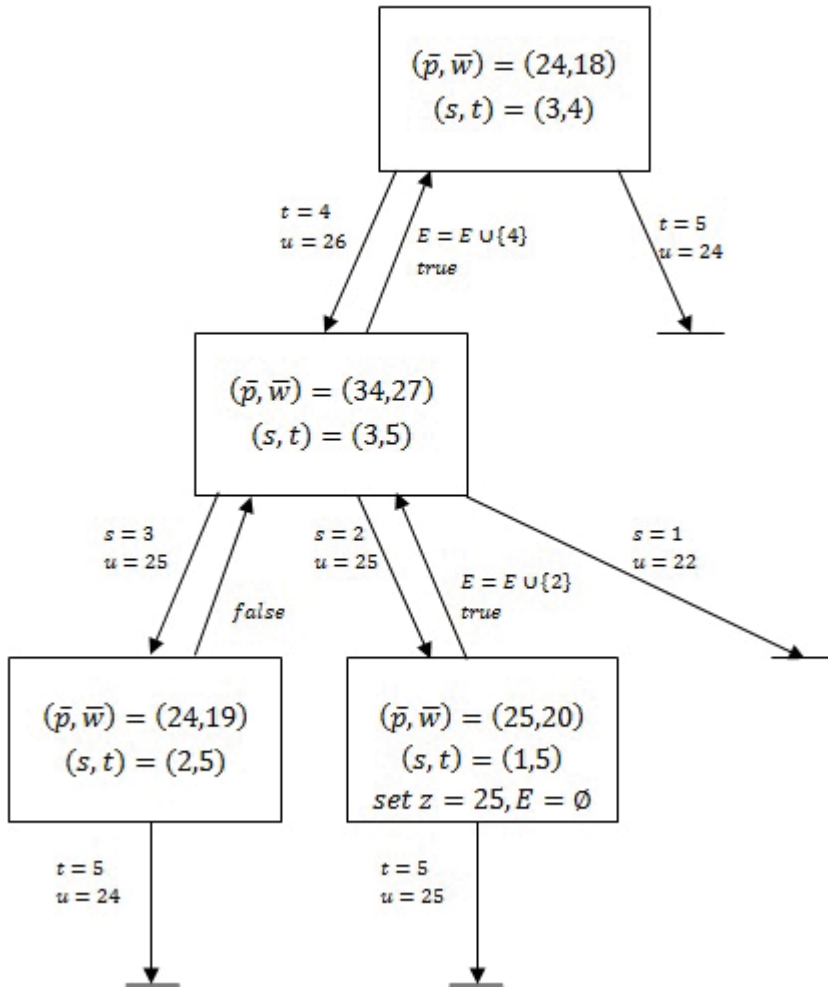 (p̄, w̄) = (24,18)
(s, t) = (3,4)
t = 4
u = 26
E = E ∪ {4}
true
t = 5
u = 24
(p̄, w̄) = (34,27)
(s, t) = (3,5)
s = 3
u = 25
false
s = 2
u = 25
E = E ∪ {2}
true
s = 1
u = 22
(p̄, w̄) = (24,19)
(s, t) = (2,5)
(p̄, w̄) = (25,20)
(s, t) = (1,5)
set z = 25, E = ∅
t = 5
u = 24
t = 5
u = 25